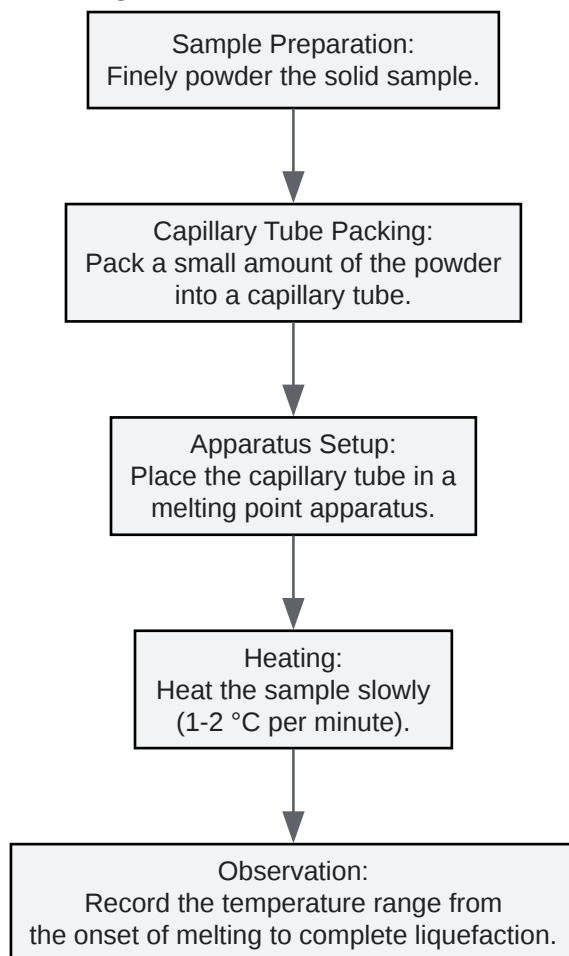 Sample Preparation:
Finely powder the solid sample.
Capillary Tube Packing:
Pack a small amount of the powder
into a capillary tube.
Apparatus Setup:
Place the capillary tube in a
melting point apparatus.
Heating:
Heat the sample slowly
(1-2 °C per minute).
Observation:
Record the temperature range from
the onset of melting to complete liquefaction.